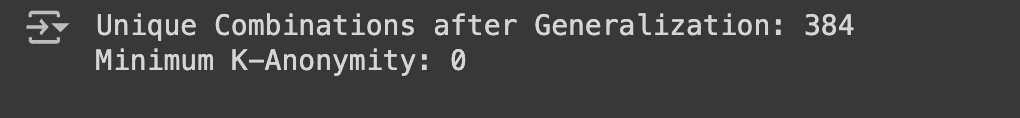 Unique Combinations after Generalization: 384
Minimum K-Anonymity: 0